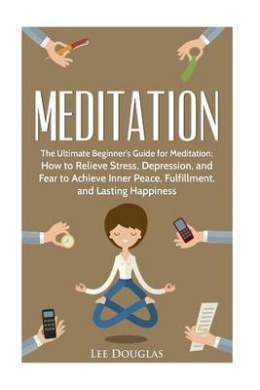 MEDITATION
The Ultimate Beginner's Guide for Meditation:
How to Relieve Stress, Depression, and
Fear to Achieve Inner Peace, Fulfillment,
and Lasting Happiness
LEE DOUGLAS